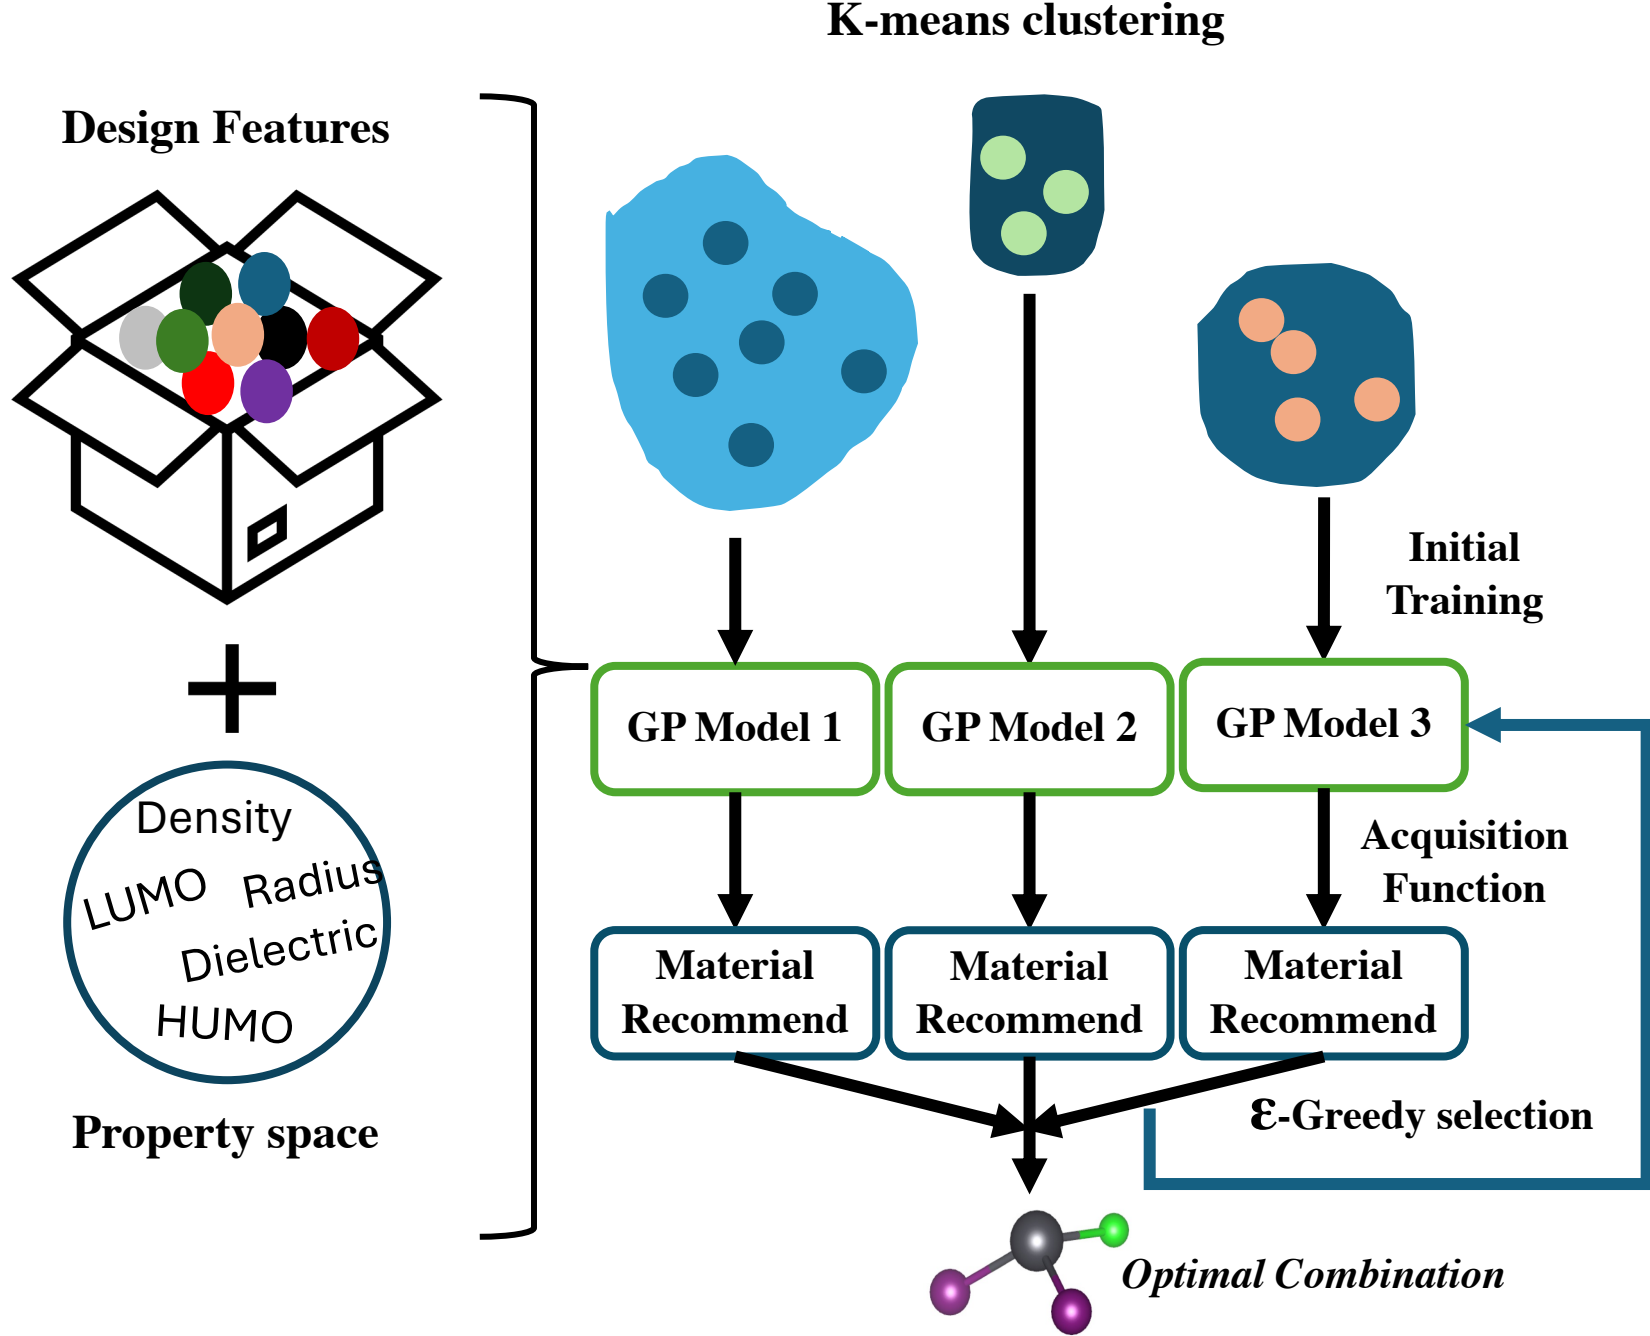 K-means clustering
Design Features
Initial
Training
GP Model 1
GP Model 2
GP Model 3
Density
LUMO
Radius
Dielectric
HUMO
Property space
Acquisition
Function
Material
Recommend
Material
Recommend
Material
Recommend
ε-Greedy selection
Optimal Combination